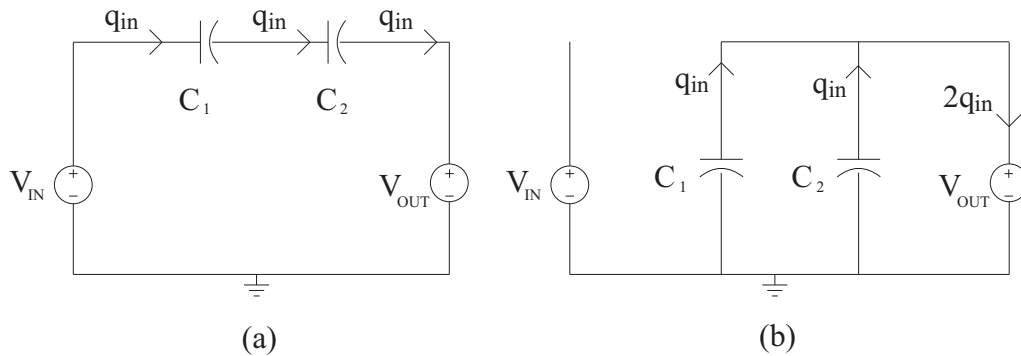 qin qin qin
C1 C2
VIN + − VOUT + −
(a)
qin qin 2qin
VIN + − C1 C2 VOUT + −
(b)